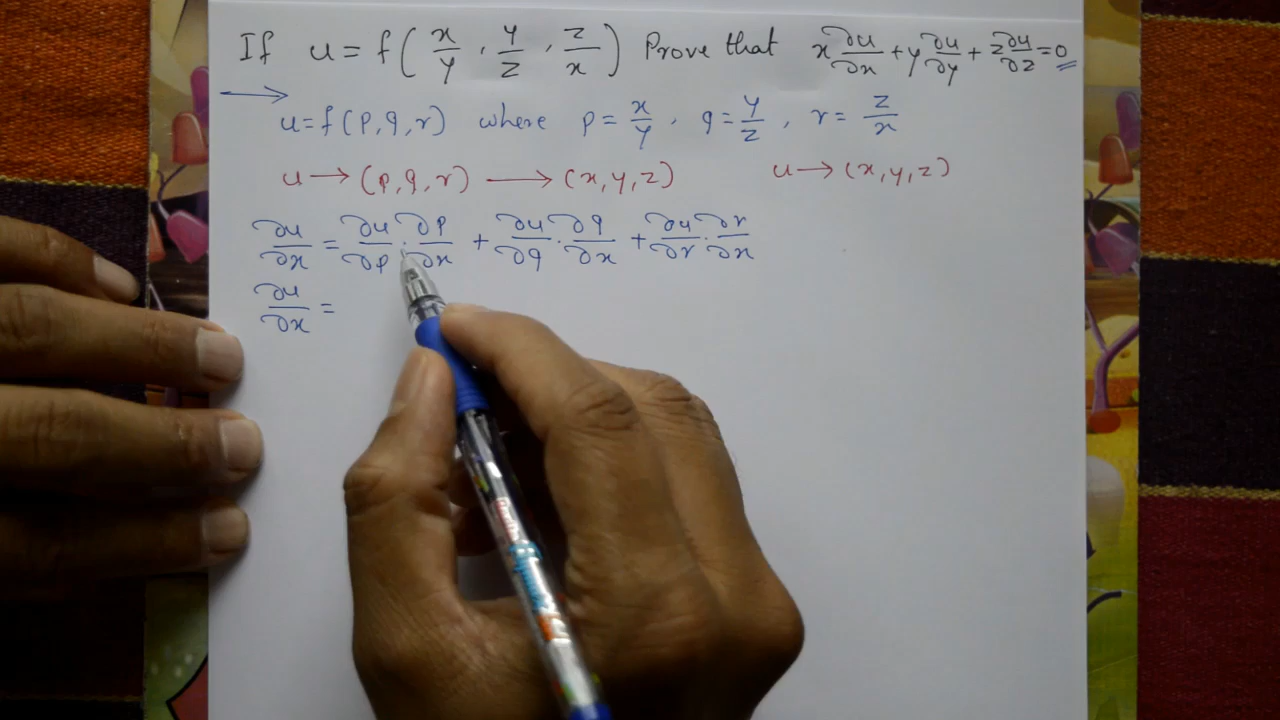 If u = f(x/y, y/z, z/x) Prove that x ∂u/∂x + y ∂u/∂y + z ∂u/∂z = 0
→ u = f(p, q, r) where p = x/y, q = y/z, r = z/x
u → (p, q, r) → (x, y, z) u → (x, y, z)
∂u/∂x = ∂u/∂p · ∂p/∂x + ∂u/∂q · ∂q/∂x + ∂u/∂r · ∂r/∂x
∂u/∂x =